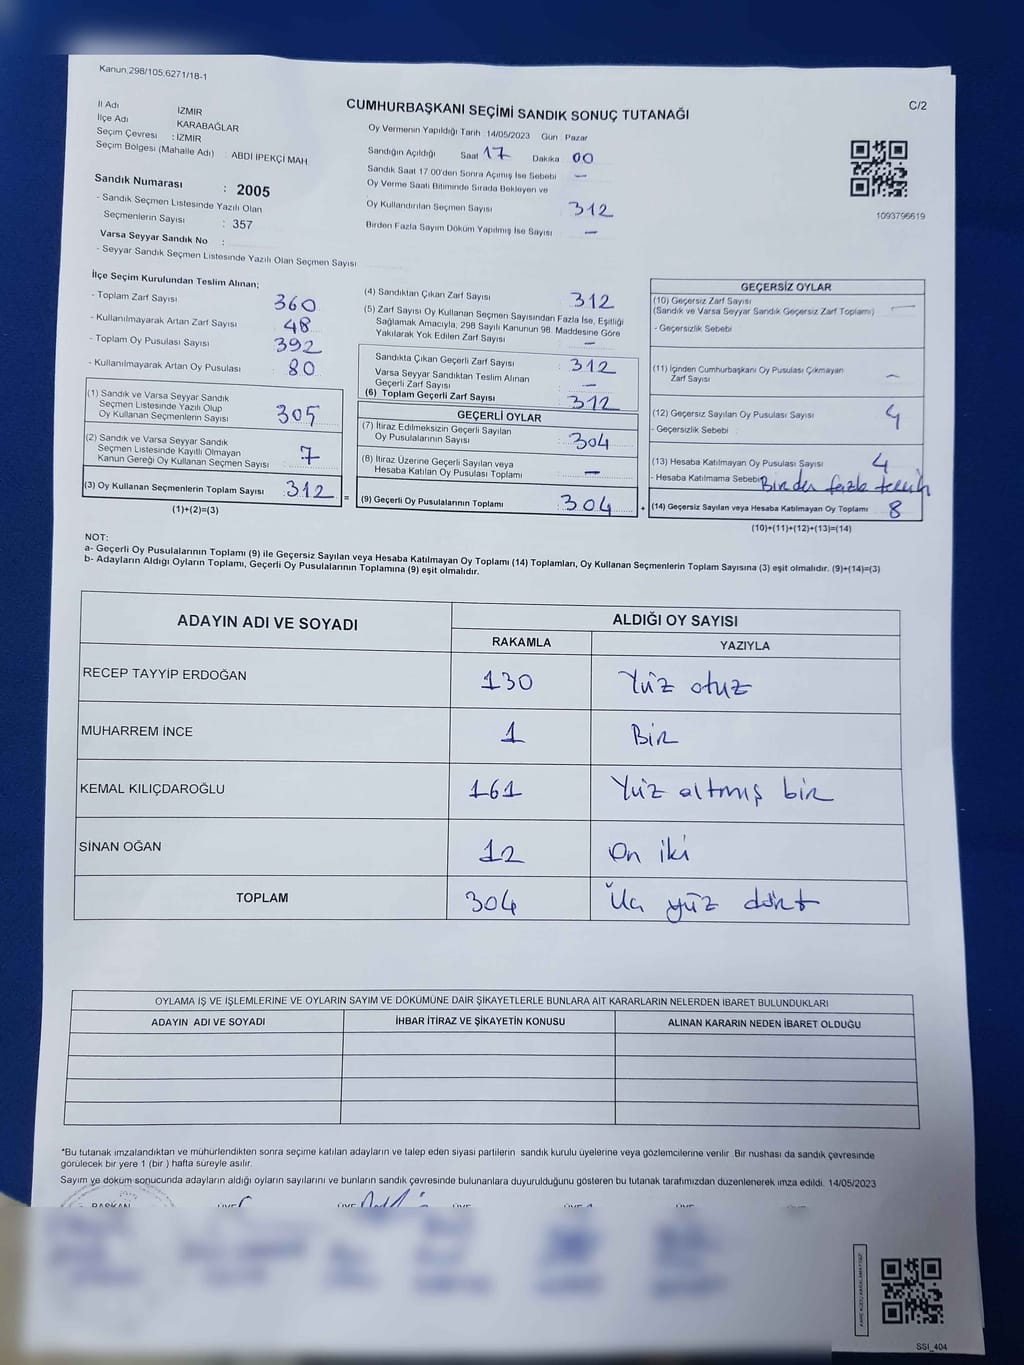 Kanun,298/105,6271/18-1
C/2
CUMHURBAŞKANI SEÇİMİ SANDIK SONUÇ TUTANAĞI
İl Adı İZMİR
İlçe Adı KARABAĞLAR
Seçim Çevresi : İZMİR
Seçim Bölgesi (Mahalle Adı) : ABDİ İPEKÇİ MAH.
Sandık Numarası : 2005
- Sandık Seçmen Listesinde Yazılı Olan
Seçmenlerin Sayısı : 357
Varsa Seyyar Sandık No :
- Seyyar Sandık Seçmen Listesinde Yazılı Olan Seçmen Sayısı
Oy Vermenin Yapıldığı Tarih 14/05/2023 Gün Pazar
Sandığın Açıldığı Saat 17 Dakika 00
Sandık Saat 17 00'den Sonra Açımış İse Sebebi —
Oy Verme Saati Bitiminde Sırada Bekleyen ve
Oy Kullandırılan Seçmen Sayısı 312
Birden Fazla Sayım Döküm Yapılmış İse Sayısı —
1093796619
İlçe Seçim Kurulundan Teslim Alınan;
- Toplam Zarf Sayısı 360
- Kullanılmayarak Artan Zarf Sayısı 48
- Toplam Oy Pusulası Sayısı 392
- Kullanılmayarak Artan Oy Pusulası 80
(1) Sandık ve Varsa Seyyar Sandık
Seçmen Listesinde Yazılı Olup
Oy Kullanan Seçmenlerin Sayısı 305
(2) Sandık ve Varsa Seyyar Sandık
Seçmen Listesinde Kayıtlı Olmayan
Kanun Gereği Oy Kullanan Seçmen Sayısı 7
(3) Oy Kullanan Seçmenlerin Toplam Sayısı 312 =
(1)+(2)=(3)
(4) Sandıktan Çıkan Zarf Sayısı 312
(5) Zarf Sayısı Oy Kullanan Seçmen Sayısından Fazla İse, Eşitliği
Sağlamak Amacıyla; 298 Sayılı Kanunun 98. Maddesine Göre
Yakılarak Yok Edilen Zarf Sayısı —
Sandıkta Çıkan Geçerli Zarf Sayısı 312
Varsa Seyyar Sandıktan Teslim Alınan
Geçerli Zarf Sayısı —
(6) Toplam Geçerli Zarf Sayısı 312
GEÇERLİ OYLAR
(7) İtiraz Edilmeksizin Geçerli Sayılan
Oy Pusulalarının Sayısı 304
(8) İtiraz Üzerine Geçerli Sayılan veya
Hesaba Katılan Oy Pusulası Toplamı —
(9) Geçerli Oy Pusulalarının Toplamı 304 +
GEÇERSİZ OYLAR
(10) Geçersiz Zarf Sayısı
(Sandık ve Varsa Seyyar Sandık Geçersiz Zarf Toplamı) —
- Geçersizlik Sebebi
(11) İçinden Cumhurbaşkanı Oy Pusulası Çıkmayan
Zarf Sayısı —
(12) Geçersiz Sayılan Oy Pusulası Sayısı 4
- Geçersizlik Sebebi
(13) Hesaba Katılmayan Oy Pusulası Sayısı 4
- Hesaba Katılmama Sebebi Birden fazla tercih
(14) Geçersiz Sayılan veya Hesaba Katılmayan Oy Toplamı 8
(10)+(11)+(12)+(13)=(14)
NOT:
a- Geçerli Oy Pusulalarının Toplamı (9) ile Geçersiz Sayılan veya Hesaba Katılmayan Oy Toplamı (14) Toplamları, Oy Kullanan Seçmenlerin Toplam Sayısına (3) eşit olmalıdır. (9)+(14)=(3)
b- Adayların Aldığı Oyların Toplamı, Geçerli Oy Pusulalarının Toplamına (9) eşit olmalıdır.
ADAYIN ADI VE SOYADI ALDIĞI OY SAYISI
RAKAMLA YAZIYLA
RECEP TAYYİP ERDOĞAN 130 Yüz otuz
MUHARREM İNCE 1 Bir
KEMAL KILIÇDAROĞLU 161 Yüz altmış bir
SİNAN OĞAN 12 On iki
TOPLAM 304 Üç yüz dört
OYLAMA İŞ VE İŞLEMLERİNE VE OYLARIN SAYIM VE DÖKÜMÜNE DAİR ŞİKAYETLERLE BUNLARA AİT KARARLARIN NELERDEN İBARET BULUNDUKLARI
ADAYIN ADI VE SOYADI İHBAR İTİRAZ VE ŞİKAYETİN KONUSU ALINAN KARARIN NEDEN İBARET OLDUĞU
*Bu tutanak imzalandıktan ve mühürlendikten sonra seçime katılan adayların ve talep eden siyasi partilerin sandık kurulu üyelerine veya gözlemcilerine verilir .Bir nüshası da sandık çevresinde
görülecek bir yere 1 (bir ) hafta süreyle asılır.
Sayım ve döküm sonucunda adayların aldığı oyların sayılarını ve bunların sandık çevresinde bulunanlara duyurulduğunu gösteren bu tutanak tarafımızdan düzenlenerek imza edildi. 14/05/2023
BAŞKAN
SSI_404